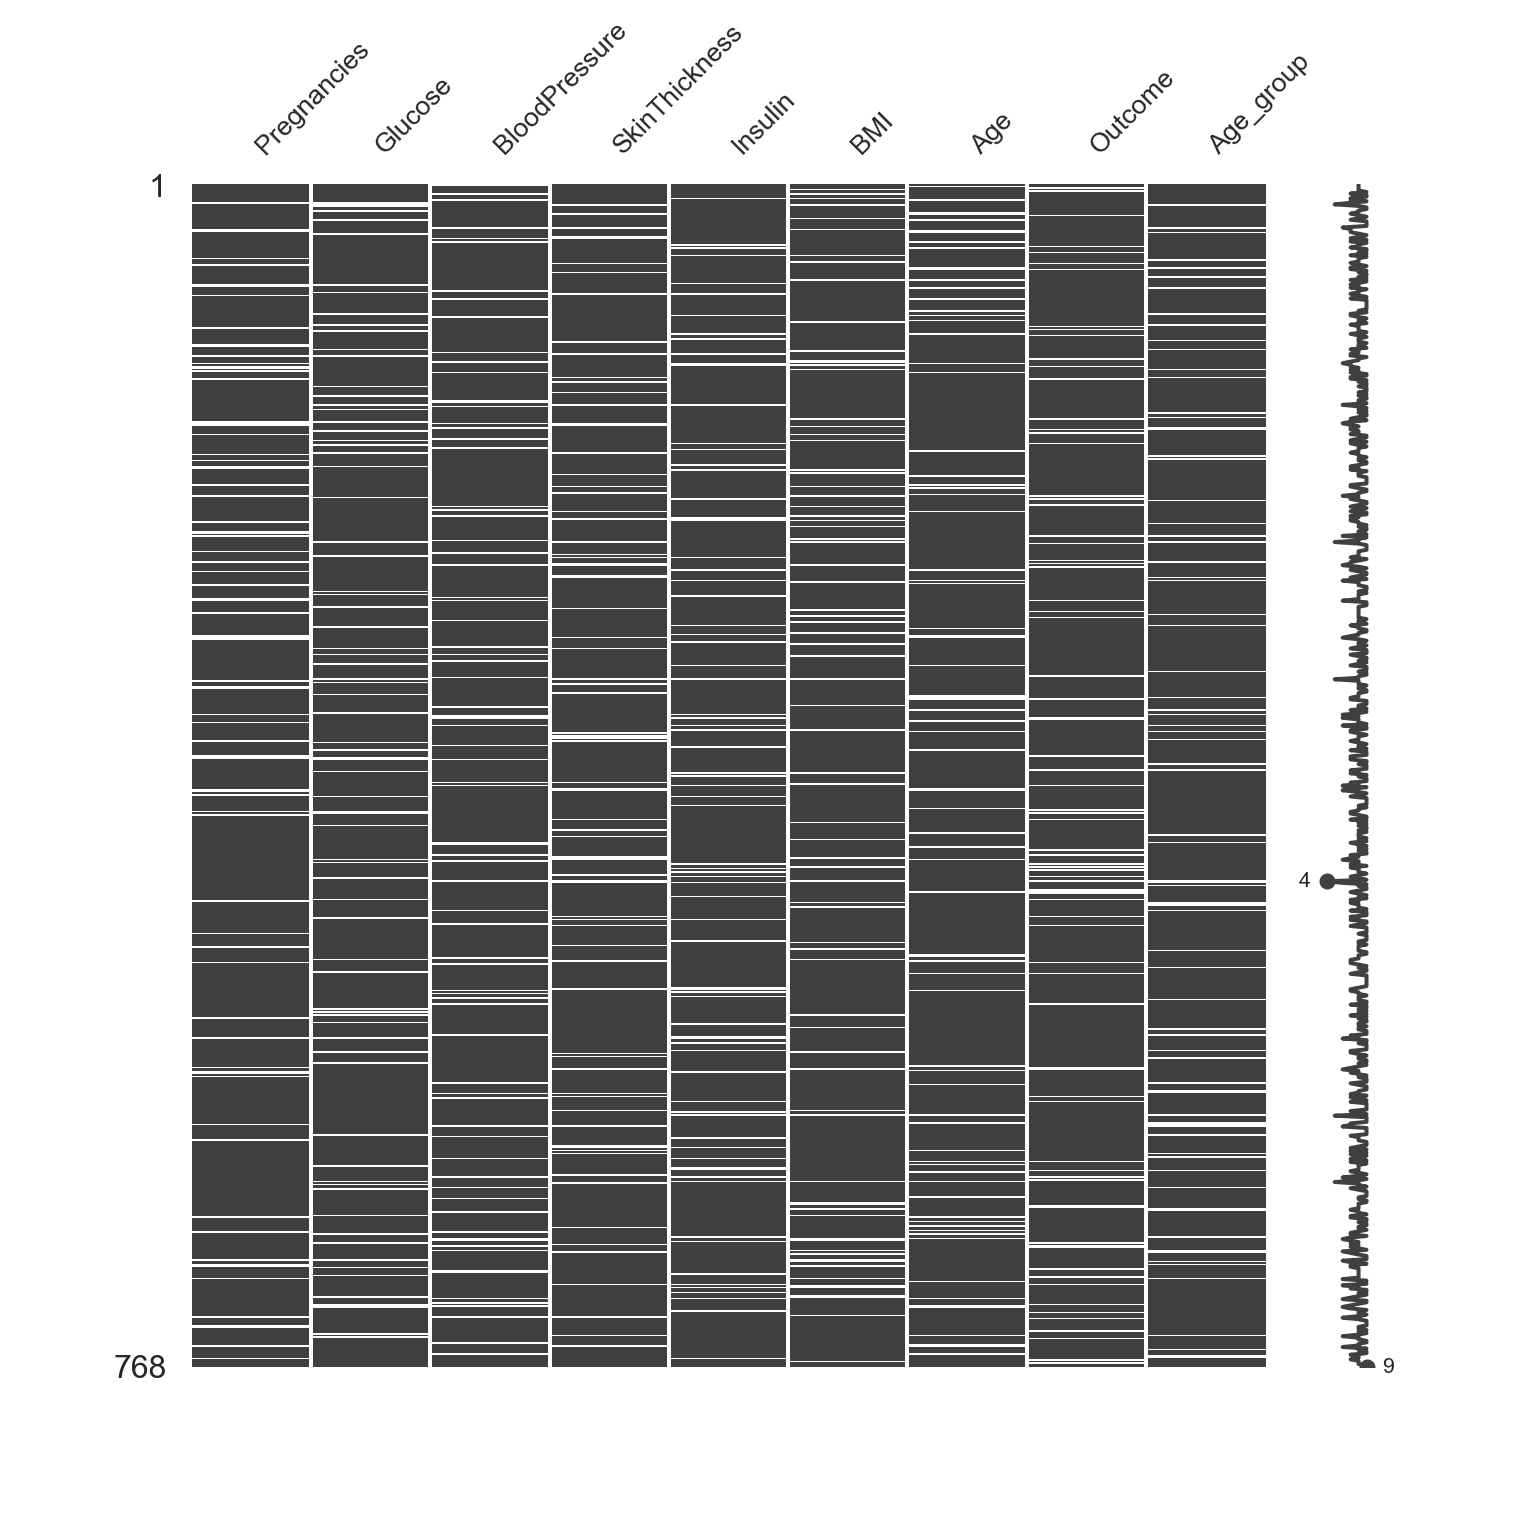 Pregnancies
Glucose
BloodPressure
SkinThickness
Insulin
BMI
Age
Outcome
Age_group
1
4
768
9